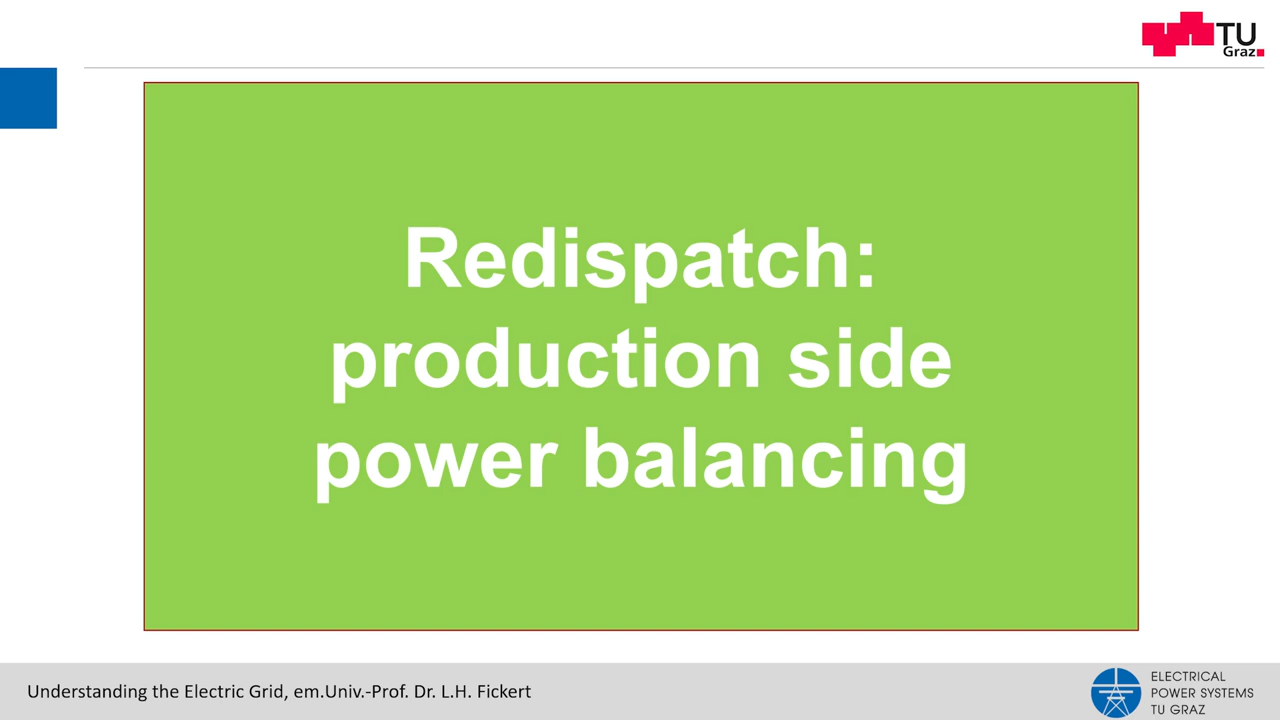 TU
Graz
Redispatch:
production side
power balancing
Understanding the Electric Grid, em.Univ.-Prof. Dr. L.H. Fickert
ELECTRICAL
POWER SYSTEMS
TU GRAZ